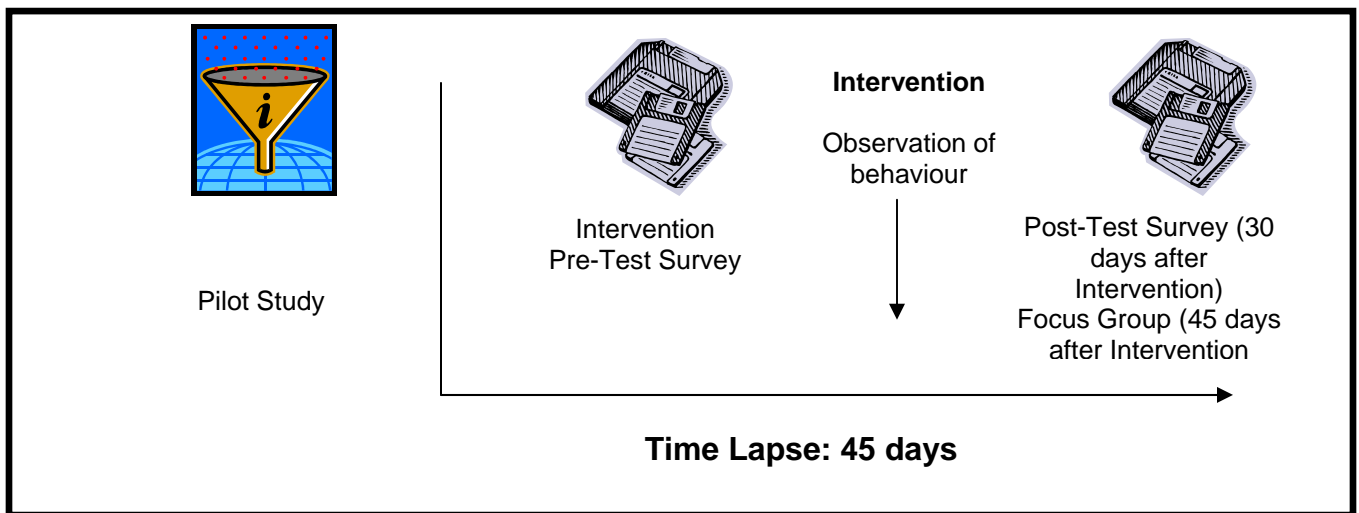 i
Pilot Study
Intervention
Pre-Test Survey
Intervention
Observation of
behaviour
Post-Test Survey (30
days after
Intervention)
Focus Group (45 days
after Intervention
Time Lapse: 45 days